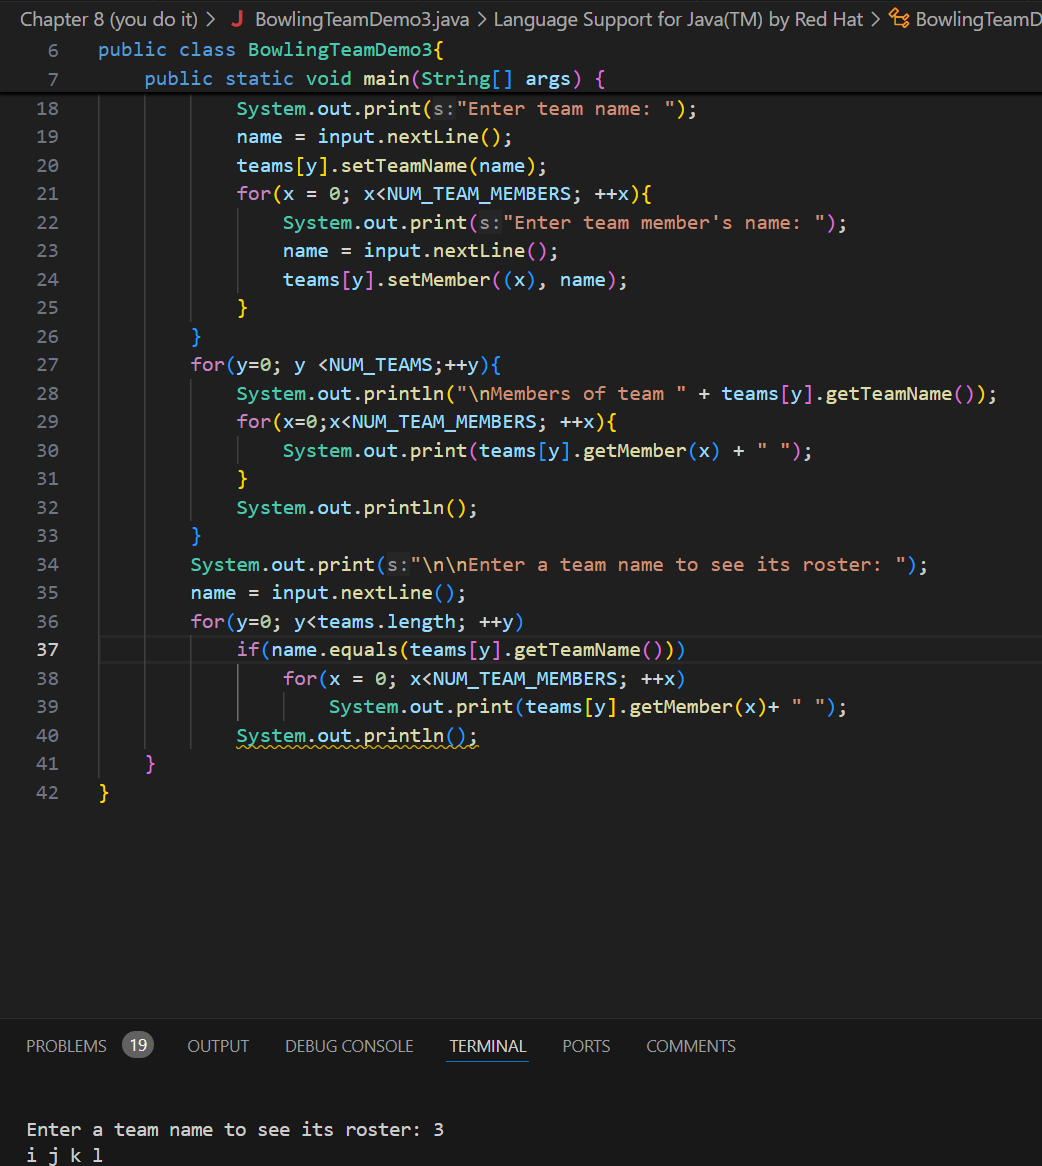 Chapter 8 (you do it) > J BowlingTeamDemo3.java > Language Support for Java(TM) by Red Hat > BowlingTeamD
6 public class BowlingTeamDemo3{
7 public static void main(String[] args) {
18 System.out.print(s:"Enter team name: ");
19 name = input.nextLine();
20 teams[y].setTeamName(name);
21 for(x = 0; x<NUM_TEAM_MEMBERS; ++x){
22 System.out.print(s:"Enter team member's name: ");
23 name = input.nextLine();
24 teams[y].setMember((x), name);
25 }
26 }
27 for(y=0; y <NUM_TEAMS;++y){
28 System.out.println("\nMembers of team " + teams[y].getTeamName());
29 for(x=0;x<NUM_TEAM_MEMBERS; ++x){
30 System.out.print(teams[y].getMember(x) + " ");
31 }
32 System.out.println();
33 }
34 System.out.print(s:"\n\nEnter a team name to see its roster: ");
35 name = input.nextLine();
36 for(y=0; y<teams.length; ++y)
37 if(name.equals(teams[y].getTeamName()))
38 for(x = 0; x<NUM_TEAM_MEMBERS; ++x)
39 System.out.print(teams[y].getMember(x)+ " ");
40 System.out.println();
41 }
42 }
PROBLEMS 19 OUTPUT DEBUG CONSOLE TERMINAL PORTS COMMENTS
Enter a team name to see its roster: 3
i j k l